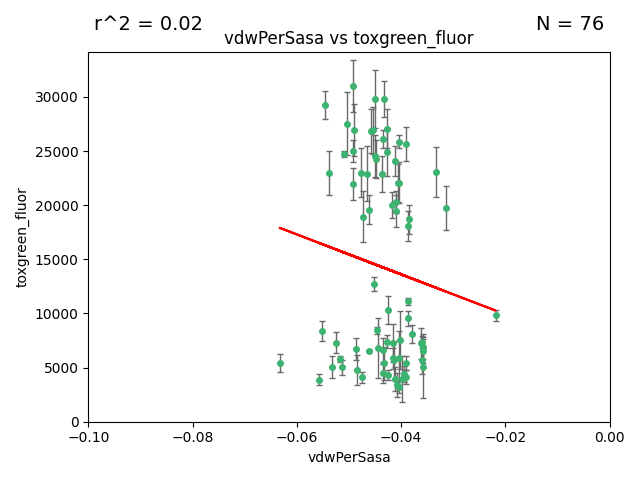 r^2 = 0.02
N = 76
vdwPerSasa vs toxgreen_fluor
30000
25000
20000
15000
10000
5000
0
toxgreen_fluor
−0.10
−0.08
−0.06
−0.04
−0.02
0.00
vdwPerSasa